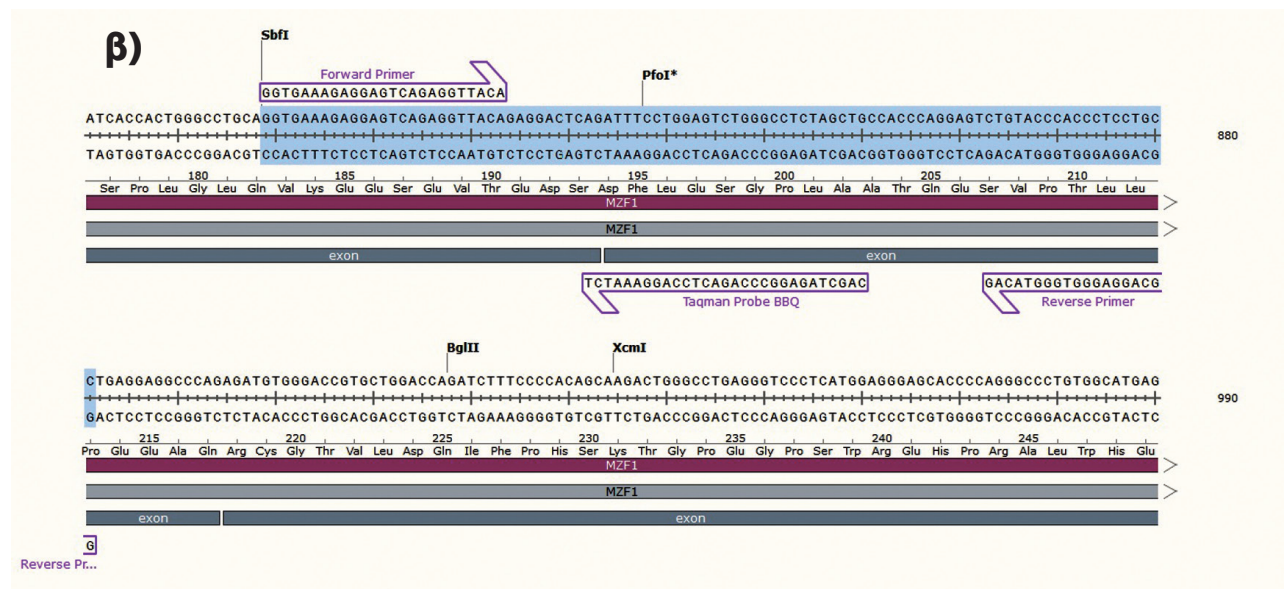 β)
SbfI
Forward Primer
PfoI*
GGTGAAAGAGGAGTCAGAGGTTACA
ATCACCACTGGGCCTGCAGGTGAAAGAGGAGTCAGAGGTTACAGAGGACTCAGATTTCCTGGAGTCTGGGCCTCTAGCTGCCACCCAGGAGTCTGTACCCACCCTCCTGC
880
TAGTGGTGACCCGGACGTCCACTTTCTCCTCAGTCTCCAATGTCTCCTGAGTCTAAAGGACCTCAGACCCGGAGATCGACGGTGGGTCCTCAGACATGGGTGGGAGGACG
180 185 190 195 200 205 210
Ser Pro Leu Gly Leu Gln Val Lys Glu Glu Ser Glu Val Thr Glu Asp Ser Asp Phe Leu Glu Ser Gly Pro Leu Ala Ala Thr Gln Glu Ser Val Pro Thr Leu Leu
MZF1
MZF1
exon exon
TCTAAAGGACCTCAGACCCGGAGATCGAC GACATGGGTGGGAGGACG
Taqman Probe BBQ Reverse Primer
BglII XcmI
CTGAGGAGGCCCAGAGATGTGGGACCGTGCTGGACCAGATCTTTCCCCACAGCAAGACTGGGCCTGAGGGTCCCTCATGGAGGGAGCACCCCAGGGCCCTGTGGCATGAG
990
GACTCCTCCGGGTCTCTACACCCTGGCACGACCTGGTCTAGAAAGGGGTGTCGTTCTGACCCGGACTCCCAGGGAGTACCTCCCTCGTGGGGTCCCGGGACACCGTACTC
215 220 225 230 235 240 245
Pro Glu Glu Ala Gln Arg Cys Gly Thr Val Leu Asp Gln Ile Phe Pro His Ser Lys Thr Gly Pro Glu Gly Pro Ser Trp Arg Glu His Pro Arg Ala Leu Trp His Glu
MZF1
MZF1
exon exon
G
Reverse Pr...